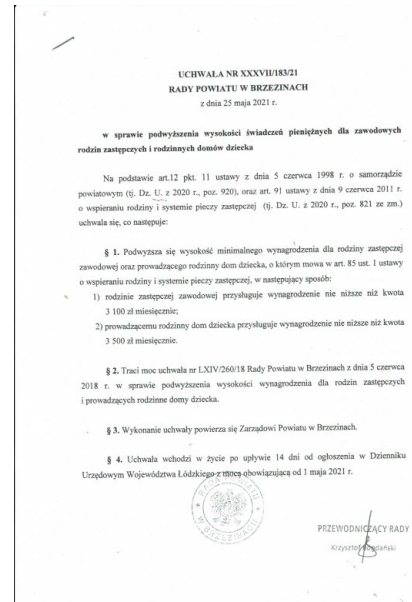 UCHWAŁA NR XXXVII/183/21
RADY POWIATU W BRZEZINACH
z dnia 25 maja 2021 r.
w sprawie podwyższenia wysokości świadczeń pieniężnych dla zawodowych
rodzin zastępczych i rodzinnych domów dziecka
Na podstawie art.12 pkt. 11 ustawy z dnia 5 czerwca 1998 r. o samorządzie
powiatowym (tj. Dz. U. z 2020 r., poz. 920), oraz art. 91 ustawy z dnia 9 czerwca 2011 r.
o wspieraniu rodziny i systemie pieczy zastępczej (tj. Dz. U. z 2020 r., poz. 821 ze zm.)
uchwala się, co następuje:
§ 1. Podwyższa się wysokość minimalnego wynagrodzenia dla rodziny zastępczej
zawodowej oraz prowadzącego rodzinny dom dziecka, o którym mowa w art. 85 ust. 1 ustawy
o wspieraniu rodziny i systemie pieczy zastępczej, w następujący sposób:
1) rodzinie zastępczej zawodowej przysługuje wynagrodzenie nie niższe niż kwota
3 100 zł miesięcznie;
2) prowadzącemu rodzinny dom dziecka przysługuje wynagrodzenie nie niższe niż kwota
3 500 zł miesięcznie.
§ 2. Traci moc uchwała nr LXIV/260/18 Rady Powiatu w Brzezinach z dnia 5 czerwca
2018 r. w sprawie podwyższenia wysokości wynagrodzenia dla rodzin zastępczych
i prowadzących rodzinne domy dziecka.
§ 3. Wykonanie uchwały powierza się Zarządowi Powiatu w Brzezinach.
§ 4. Uchwała wchodzi w życie po upływie 14 dni od ogłoszenia w Dzienniku
Urzędowym Województwa Łódzkiego z mocą obowiązującą od 1 maja 2021 r.
RADA POWIATU
W BRZEZINACH
PRZEWODNICZĄCY RADY
Krzysztof Bogdański